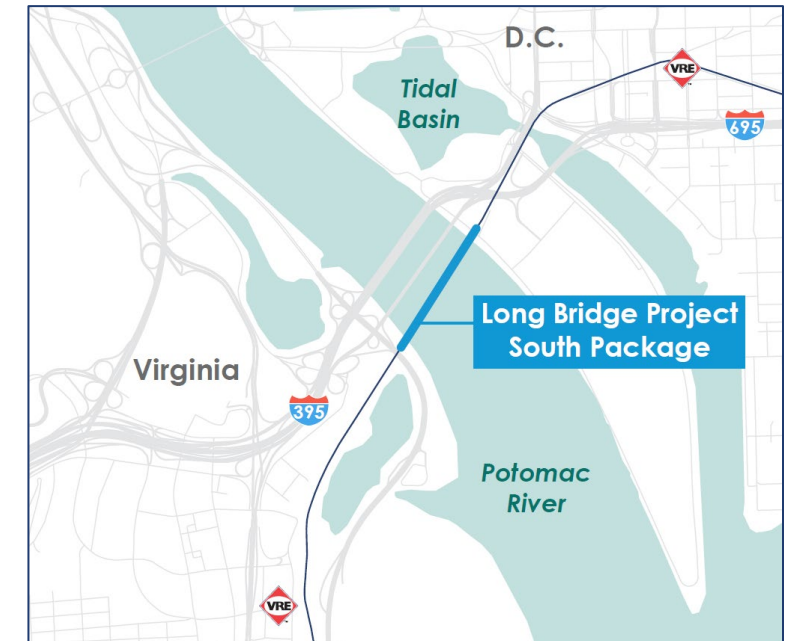 D.C.
VRE
Tidal
Basin
695
Long Bridge Project
South Package
Virginia
395
Potomac
River
VRE